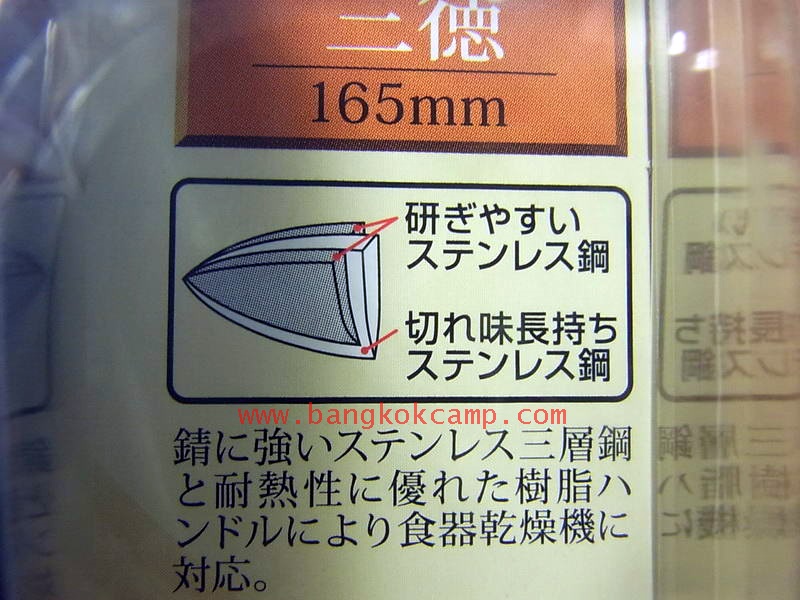 三徳
165mm
研ぎやすい
ステンレス鋼
切れ味長持ち
ステンレス鋼
www.bangkokcamp.com
錆に強いステンレス三層鋼
と耐熱性に優れた樹脂ハ
ンドルにより食器乾燥機に
対応。